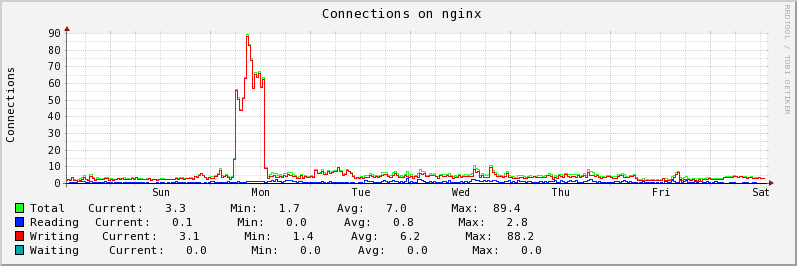 Connections on nginx
RRDTOOL / TOBI OETIKER
Connections
90
80
70
60
50
40
30
20
10
0
Sun Mon Tue Wed Thu Fri Sat
Total Current: 3.3 Min: 1.7 Avg: 7.0 Max: 89.4
Reading Current: 0.1 Min: 0.0 Avg: 0.8 Max: 2.8
Writing Current: 3.1 Min: 1.4 Avg: 6.2 Max: 88.2
Waiting Current: 0.0 Min: 0.0 Avg: 0.0 Max: 0.0